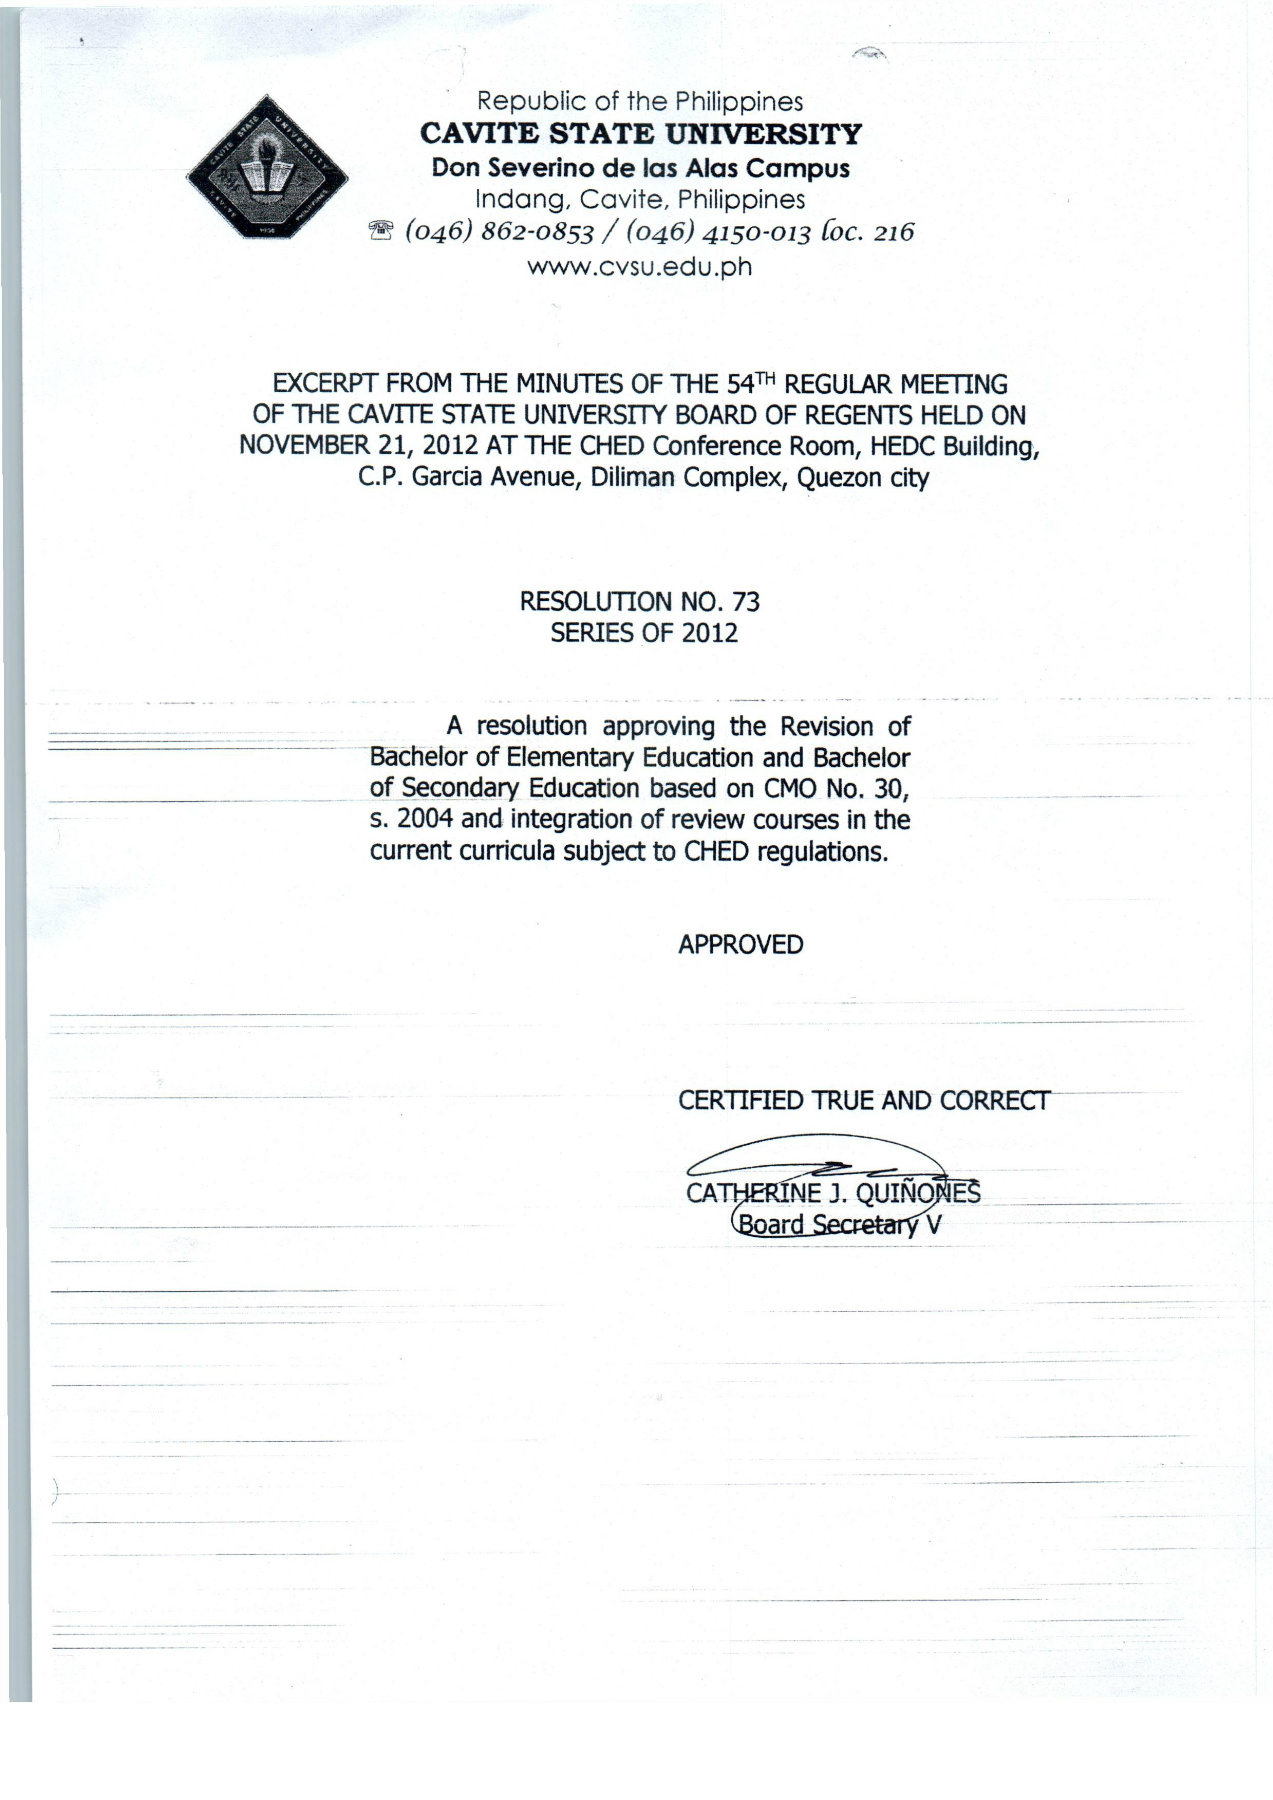 Republic of the Philippines
CAVITE STATE UNIVERSITY
Don Severino de las Alas Campus
Indang, Cavite, Philippines
☏ (046) 862-0853 / (046) 4150-013 loc. 216
www.cvsu.edu.ph
CAVITE STATE UNIVERSITY
CAVITE 1906 PHILIPPINES
EXCERPT FROM THE MINUTES OF THE 54TH REGULAR MEETING
OF THE CAVITE STATE UNIVERSITY BOARD OF REGENTS HELD ON
NOVEMBER 21, 2012 AT THE CHED Conference Room, HEDC Building,
C.P. Garcia Avenue, Diliman Complex, Quezon city
RESOLUTION NO. 73
SERIES OF 2012
A resolution approving the Revision of
Bachelor of Elementary Education and Bachelor
of Secondary Education based on CMO No. 30,
s. 2004 and integration of review courses in the
current curricula subject to CHED regulations.
APPROVED
CERTIFIED TRUE AND CORRECT
CATHERINE J. QUIÑONES
Board Secretary V